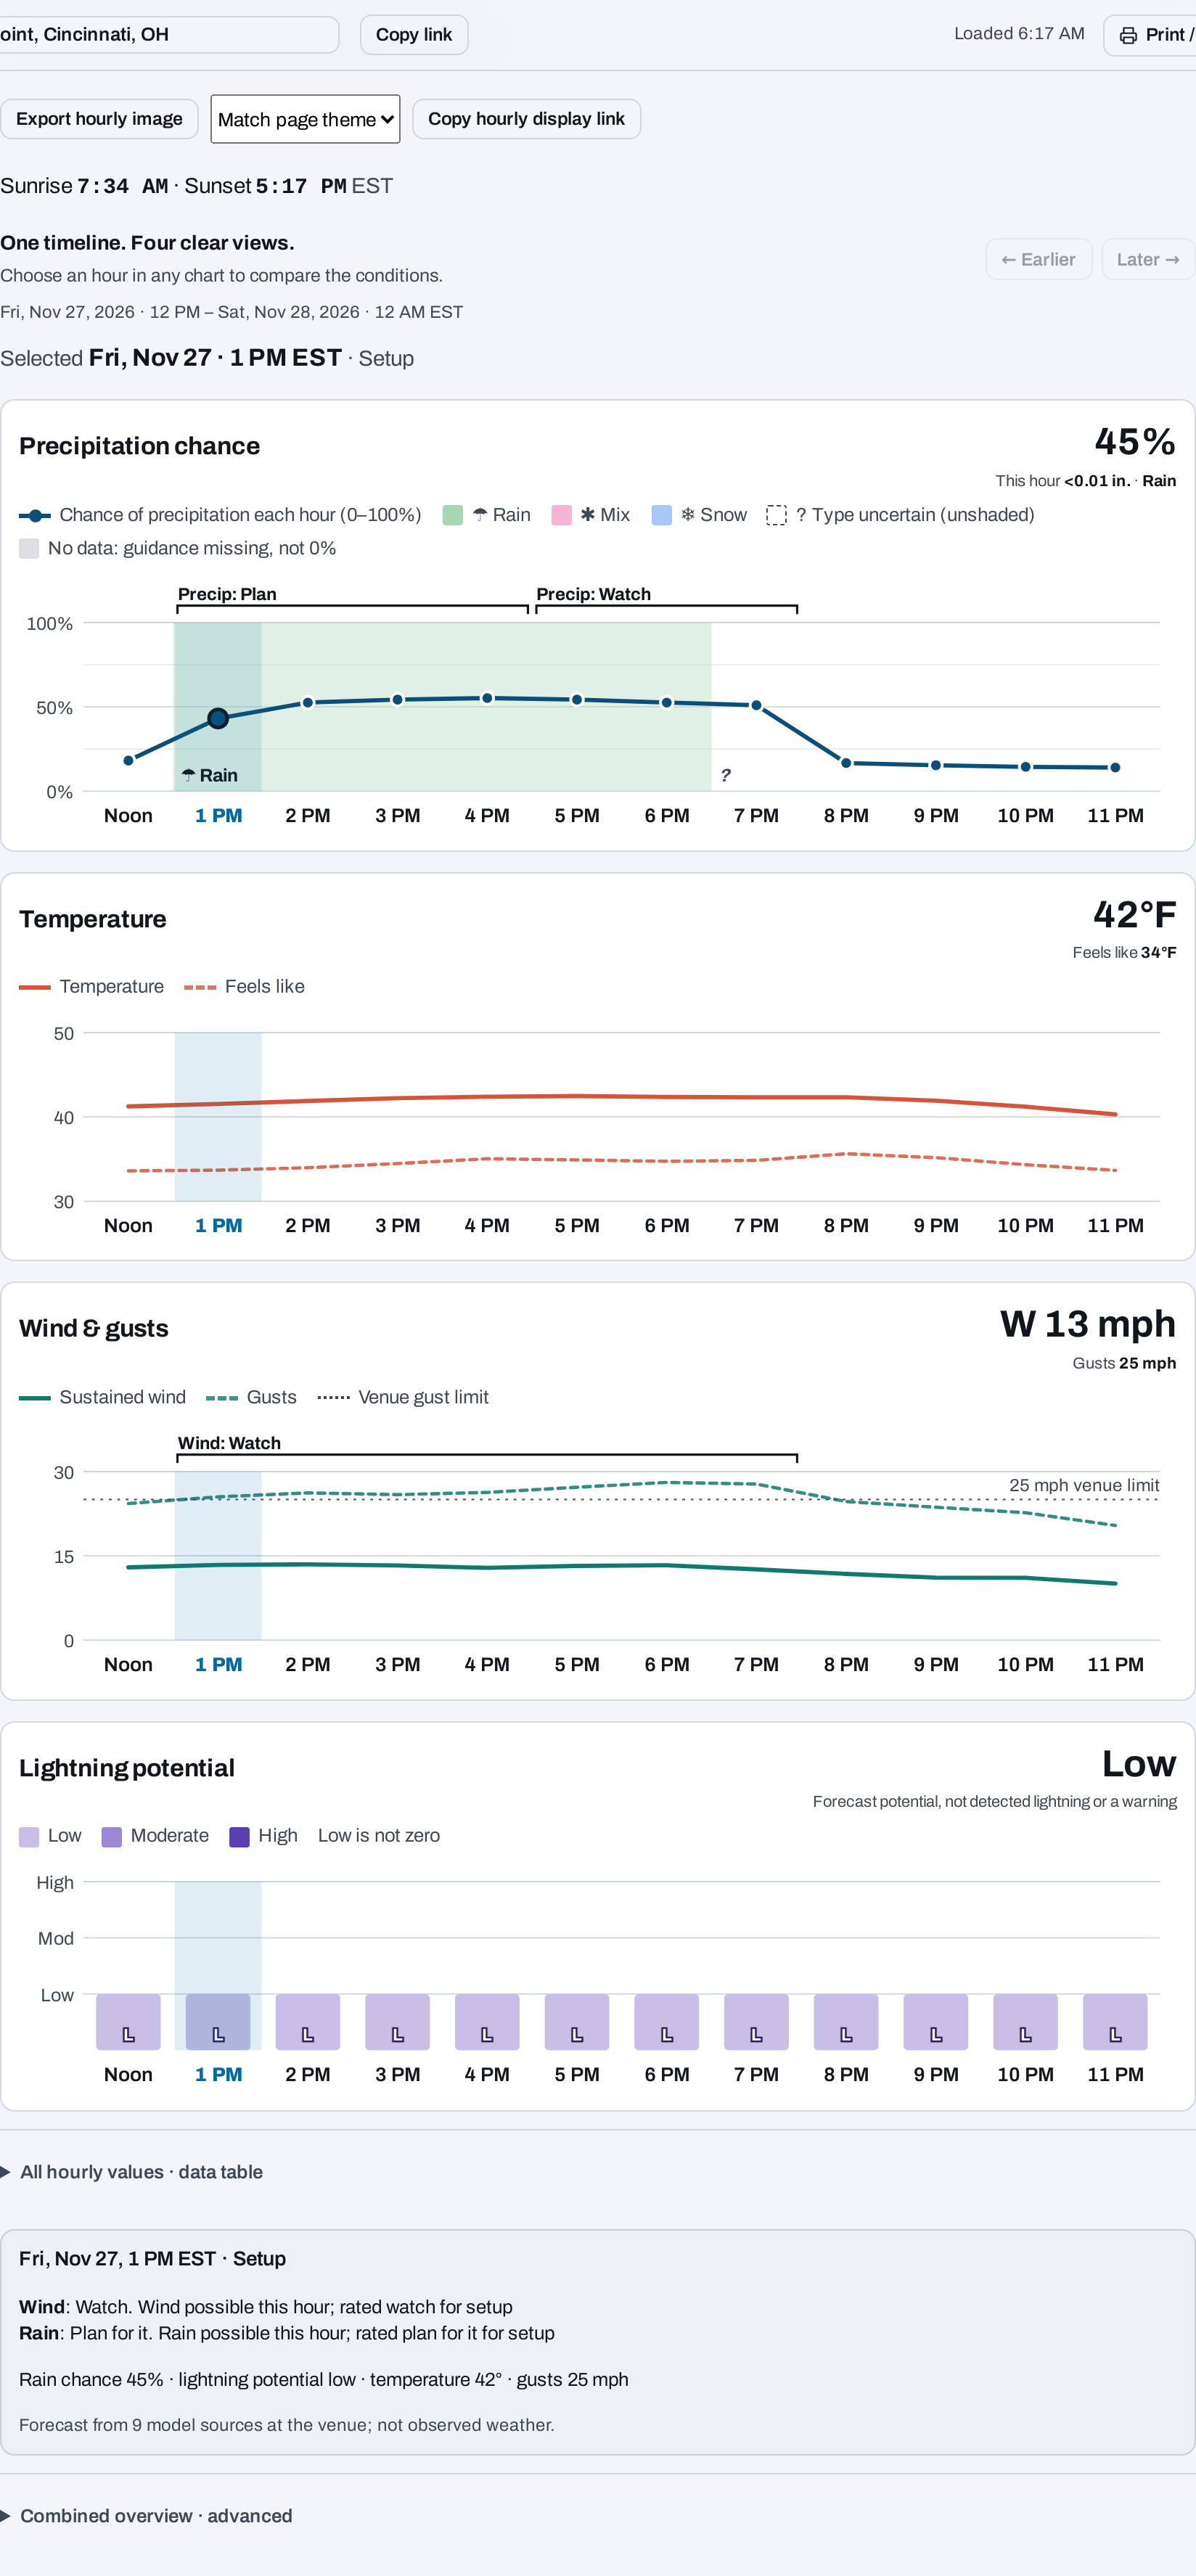 oint, Cincinnati, OH
Copy link
Loaded 6:17 AM
Print /
Export hourly image
Match page theme
Copy hourly display link
Sunrise 7:34 AM · Sunset 5:17 PM EST
One timeline. Four clear views.
Choose an hour in any chart to compare the conditions.
← Earlier
Later →
Fri, Nov 27, 2026 · 12 PM – Sat, Nov 28, 2026 · 12 AM EST
Selected Fri, Nov 27 · 1 PM EST · Setup
Precipitation chance
45%
This hour <0.01 in. · Rain
Chance of precipitation each hour (0–100%) ☂ Rain ✱ Mix ❄ Snow ? Type uncertain (unshaded)
No data: guidance missing, not 0%
Precip: Plan Precip: Watch
100%
50%
0%
☂ Rain
?
Noon 1 PM 2 PM 3 PM 4 PM 5 PM 6 PM 7 PM 8 PM 9 PM 10 PM 11 PM
Temperature
42°F
Feels like 34°F
Temperature Feels like
50
40
30
Noon 1 PM 2 PM 3 PM 4 PM 5 PM 6 PM 7 PM 8 PM 9 PM 10 PM 11 PM
Wind & gusts
W 13 mph
Gusts 25 mph
Sustained wind Gusts Venue gust limit
Wind: Watch
30
25 mph venue limit
15
0
Noon 1 PM 2 PM 3 PM 4 PM 5 PM 6 PM 7 PM 8 PM 9 PM 10 PM 11 PM
Lightning potential
Low
Forecast potential, not detected lightning or a warning
Low Moderate High Low is not zero
High
Mod
Low
L L L L L L L L L L L L
Noon 1 PM 2 PM 3 PM 4 PM 5 PM 6 PM 7 PM 8 PM 9 PM 10 PM 11 PM
All hourly values · data table
Fri, Nov 27, 1 PM EST · Setup
Wind: Watch. Wind possible this hour; rated watch for setup
Rain: Plan for it. Rain possible this hour; rated plan for it for setup
Rain chance 45% · lightning potential low · temperature 42° · gusts 25 mph
Forecast from 9 model sources at the venue; not observed weather.
Combined overview · advanced